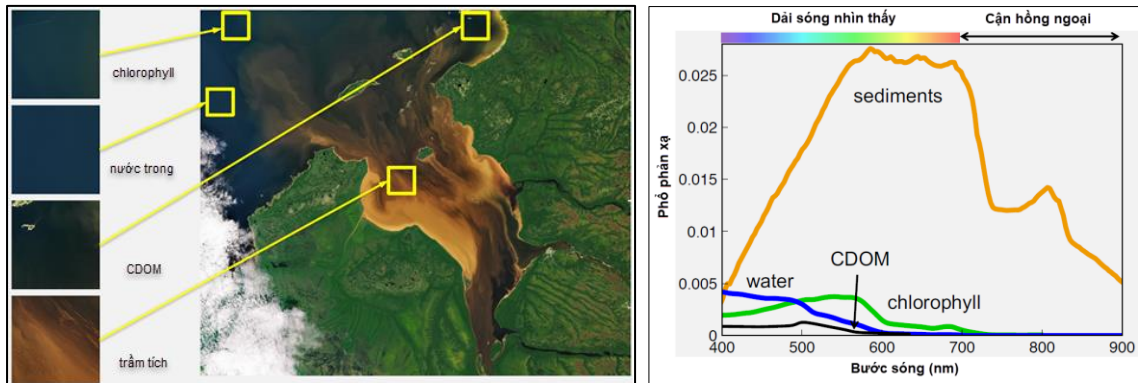 chlorophyll
nước trong
CDOM
trầm tích
Dải sóng nhìn thấy
Cận hồng ngoại
Phổ phản xạ
0.025
0.02
0.015
0.01
0.005
0
sediments
CDOM
water
chlorophyll
400
500
600
700
800
900
Bước sóng (nm)